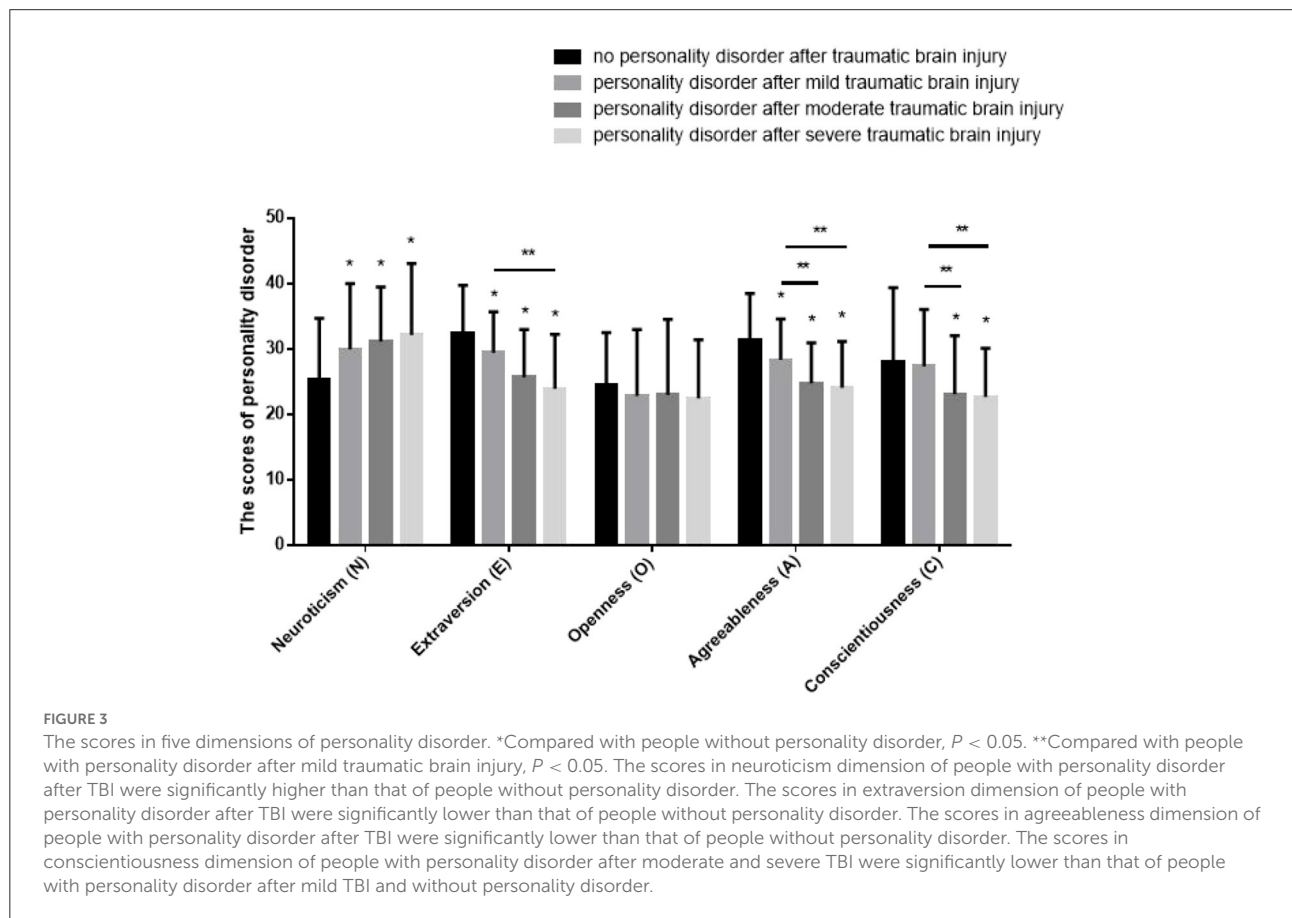 no personality disorder after traumatic brain injury
personality disorder after mild traumatic brain injury
personality disorder after moderate traumatic brain injury
personality disorder after severe traumatic brain injury
The scores of personality disorder
50
40
30
20
10
0
* * *
** * * *
** ** * * *
** ** * *
Neuroticism (N)
Extraversion (E)
Openness (O)
Agreeableness (A)
Conscientiousness (C)
FIGURE 3
The scores in five dimensions of personality disorder. *Compared with people without personality disorder, P < 0.05. **Compared with people
with personality disorder after mild traumatic brain injury, P < 0.05. The scores in neuroticism dimension of people with personality disorder
after TBI were significantly higher than that of people without personality disorder. The scores in extraversion dimension of people with
personality disorder after TBI were significantly lower than that of people without personality disorder. The scores in agreeableness dimension of
people with personality disorder after TBI were significantly lower than that of people without personality disorder. The scores in
conscientiousness dimension of people with personality disorder after moderate and severe TBI were significantly lower than that of people
with personality disorder after mild TBI and without personality disorder.